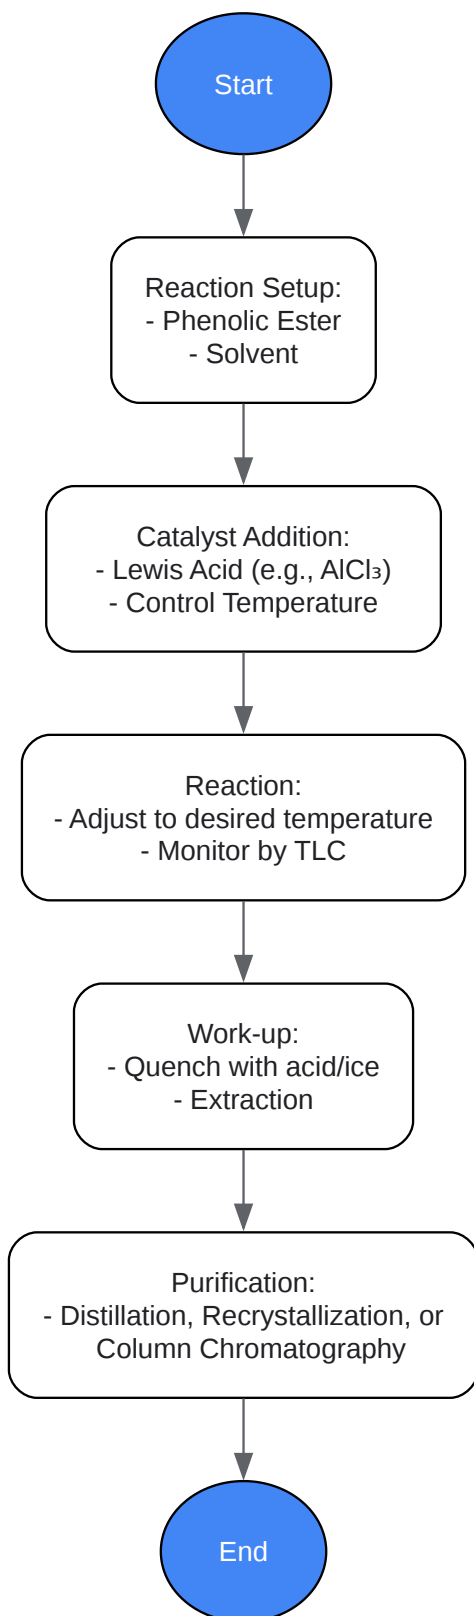 Start
Reaction Setup:
- Phenolic Ester
- Solvent
Catalyst Addition:
- Lewis Acid (e.g., AlCl₃)
- Control Temperature
Reaction:
- Adjust to desired temperature
- Monitor by TLC
Work-up:
- Quench with acid/ice
- Extraction
Purification:
- Distillation, Recrystallization, or
Column Chromatography
End